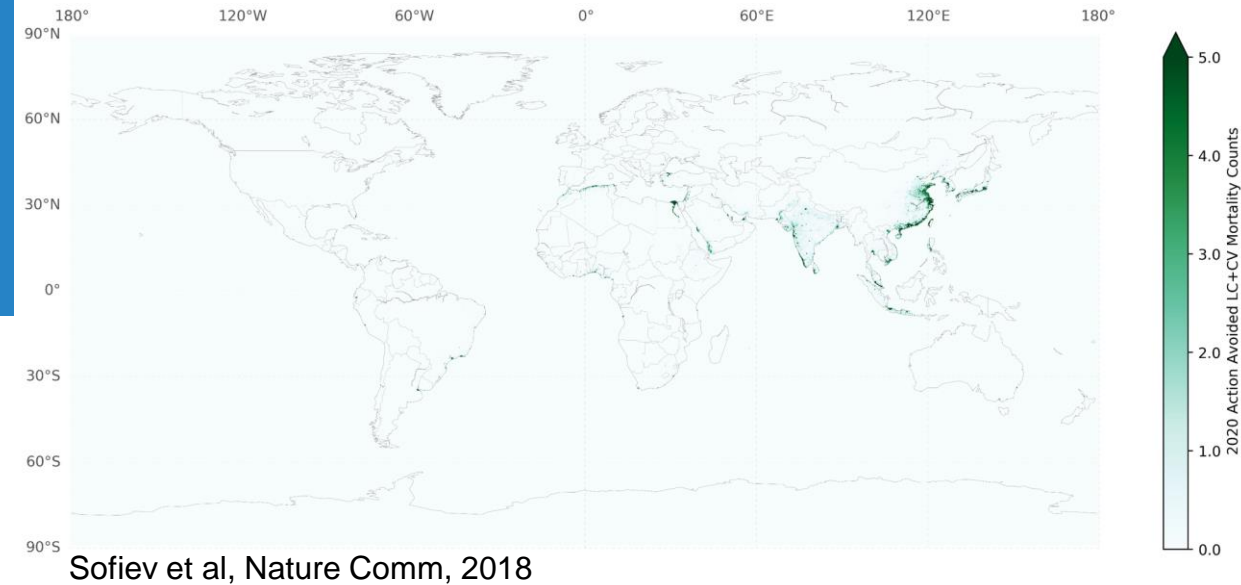 180° 120°W 60°W 0° 60°E 120°E 180°
90°N
60°N
30°N
0°
30°S
60°S
90°S
5.0
4.0
3.0
2.0
1.0
0.0
2020 Action Avoided LC+CV Mortality Counts
Sofiev et al, Nature Comm, 2018